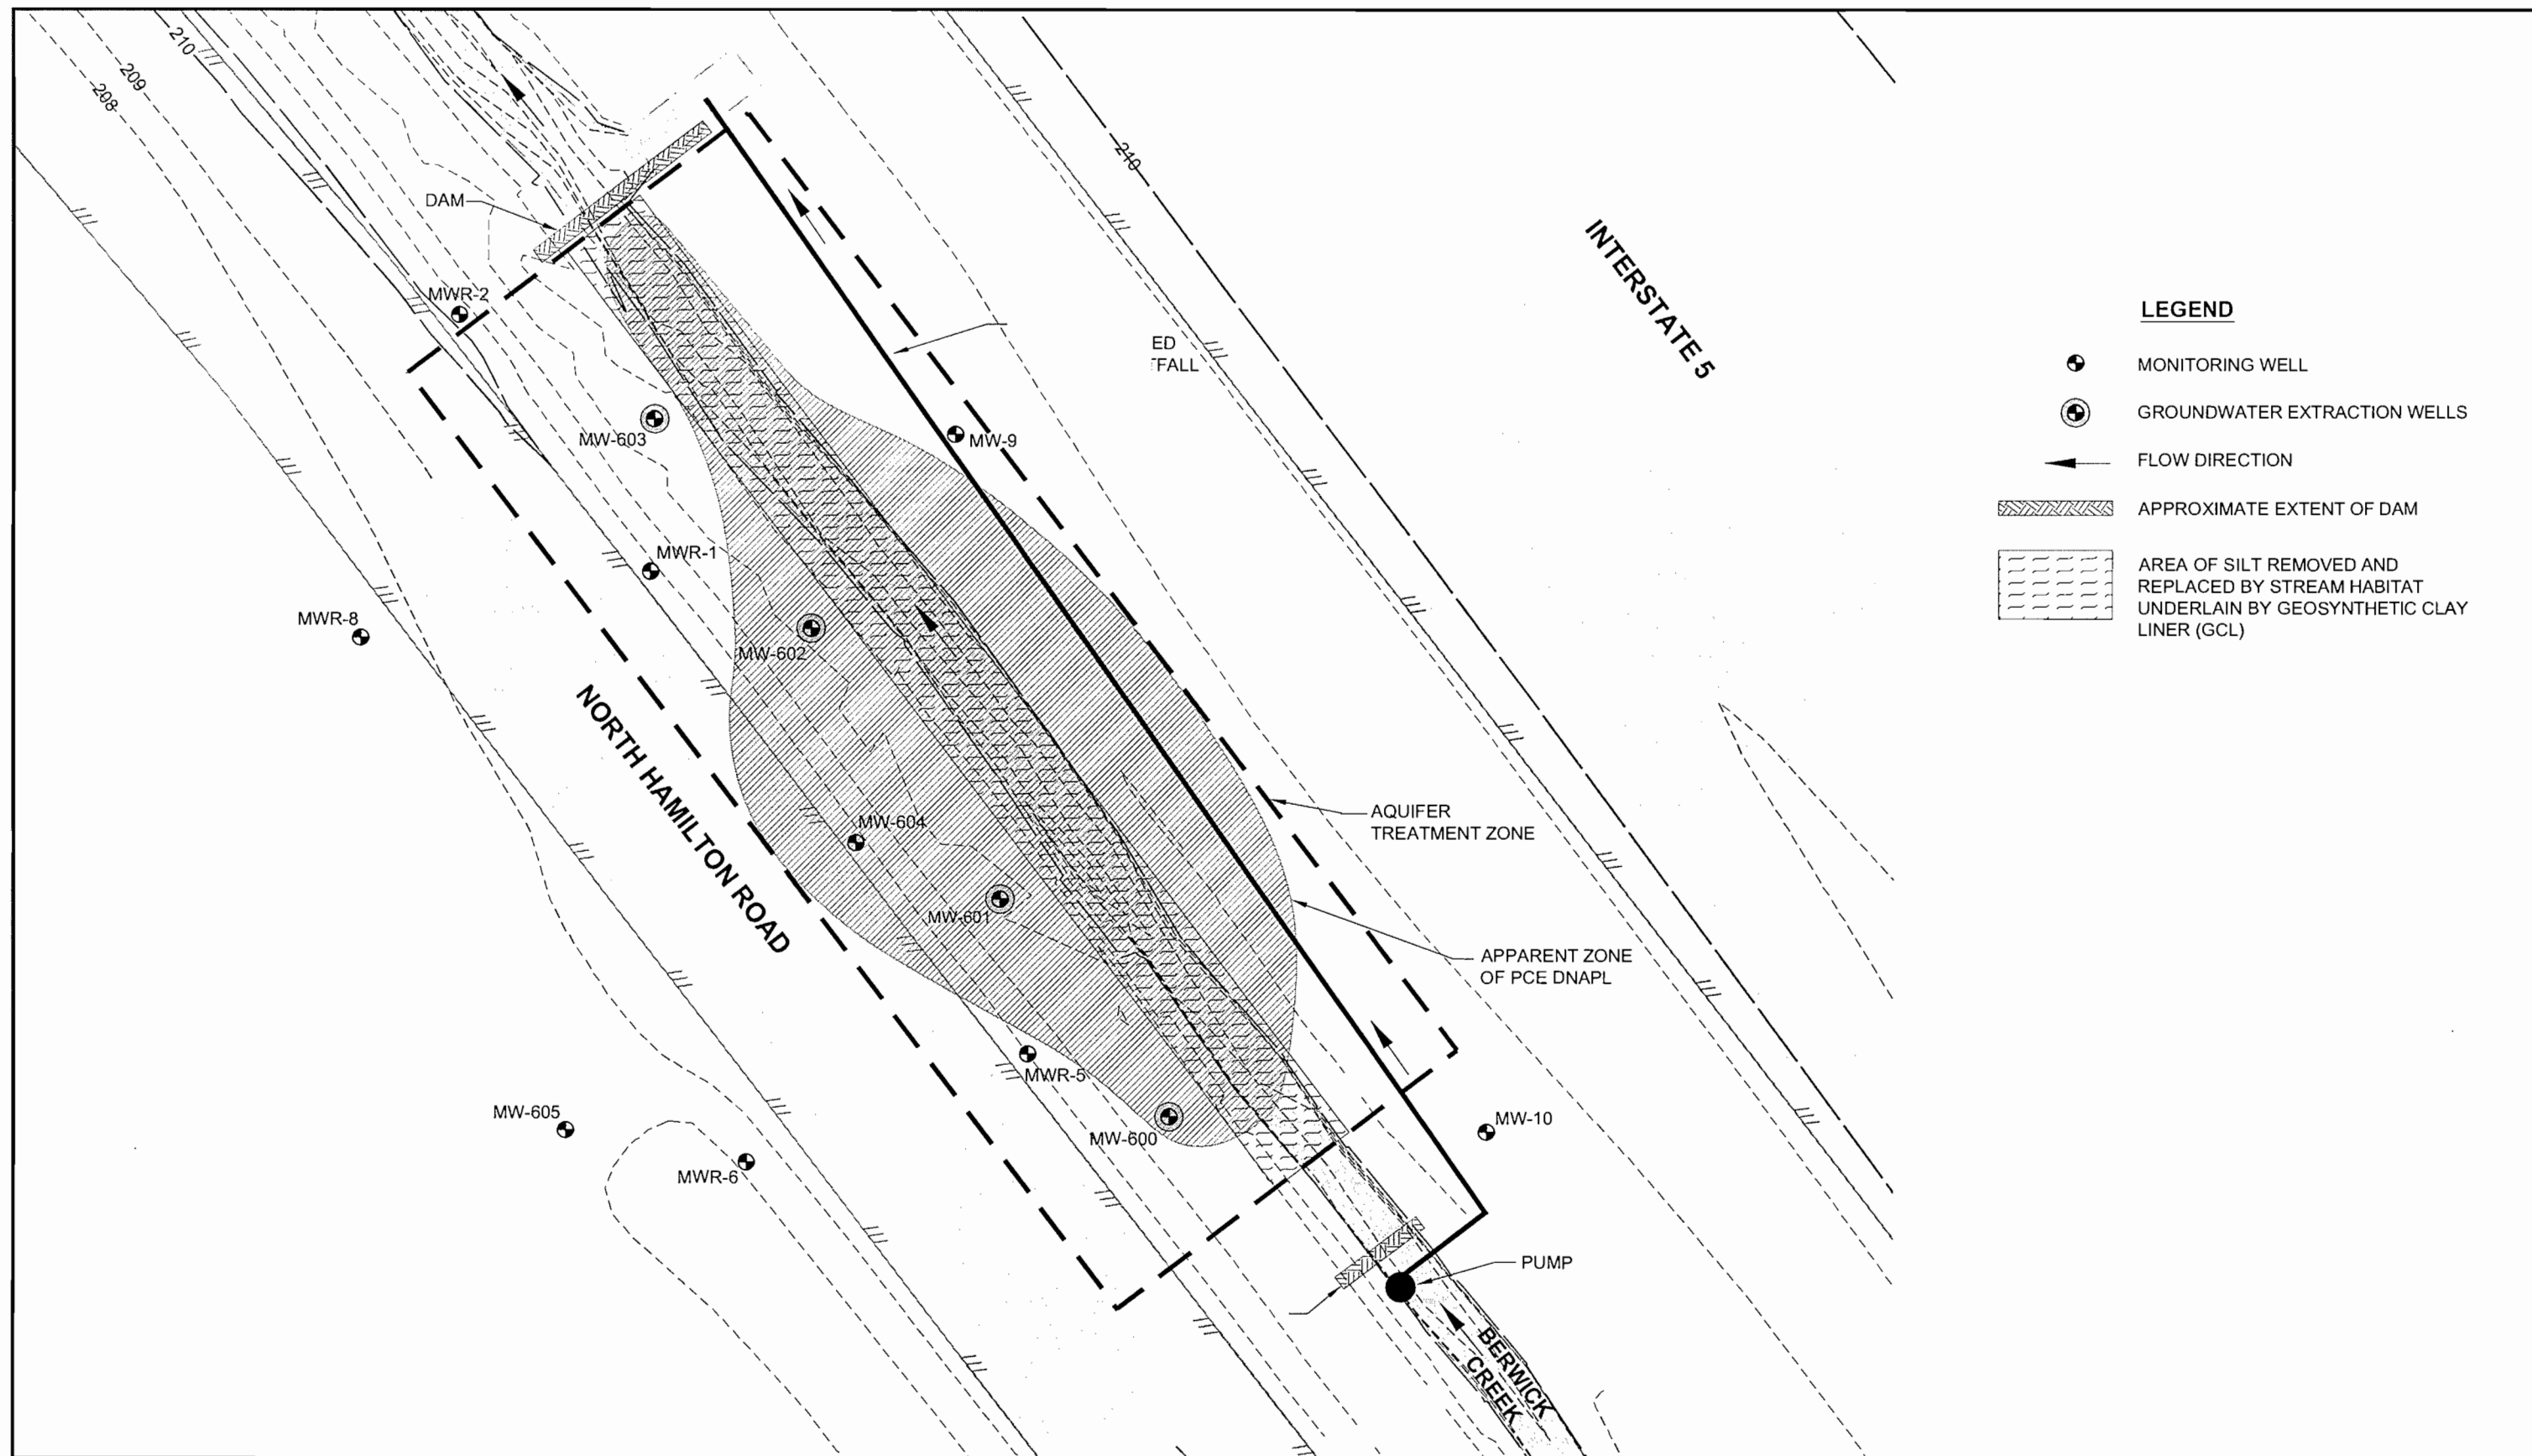 210
209
208
DAM
MWR-2
210
INTERSTATE 5
ED
FALL
MW-603
MW-9
MWR-1
MWR-8
MW-602
NORTH HAMILTON ROAD
MW-604
AQUIFER
TREATMENT ZONE
MW-601
APPARENT ZONE
OF PCE DNAPL
MWR-5
MW-605
MW-600
MW-10
MWR-6
PUMP
BERWICK
CREEK
LEGEND
MONITORING WELL
GROUNDWATER EXTRACTION WELLS
FLOW DIRECTION
APPROXIMATE EXTENT OF DAM
AREA OF SILT REMOVED AND
REPLACED BY STREAM HABITAT
UNDERLAIN BY GEOSYNTHETIC CLAY
LINER (GCL)